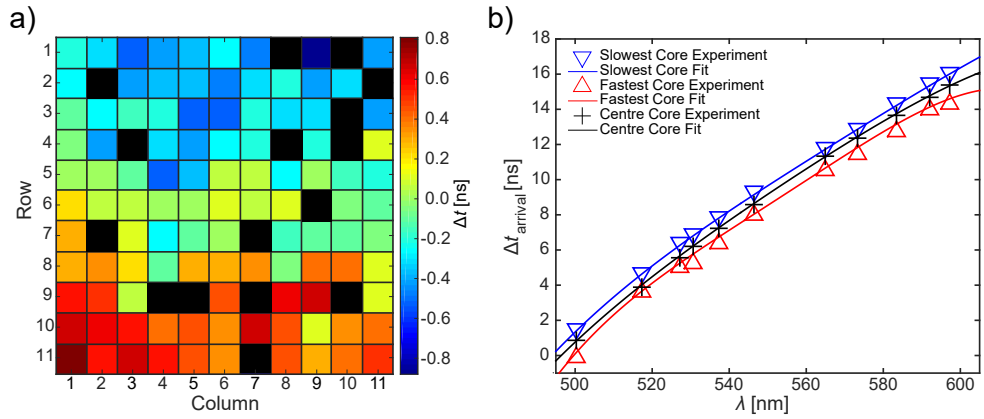 a)
Row
1
2
3
4
5
6
7
8
9
10
11
1 2 3 4 5 6 7 8 9 10 11
Column
0.8
0.6
0.4
0.2
0.0
-0.2
-0.4
-0.6
-0.8
Δt [ns]
b)
Δt arrival [ns]
18
16
14
12
10
8
6
4
2
0
Slowest Core Experiment
Slowest Core Fit
Fastest Core Experiment
Fastest Core Fit
Centre Core Experiment
Centre Core Fit
500 520 540 560 580 600
λ [nm]